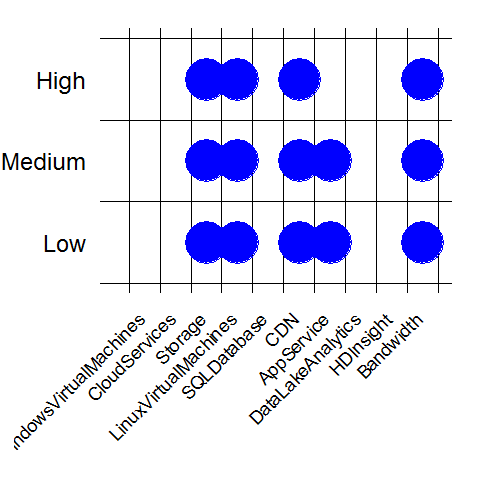 High
Medium
Low
ndowsVirtualMachines
CloudServices
Storage
LinuxVirtualMachines
SQLDatabase
CDN
AppService
DataLakeAnalytics
HDInsight
Bandwidth